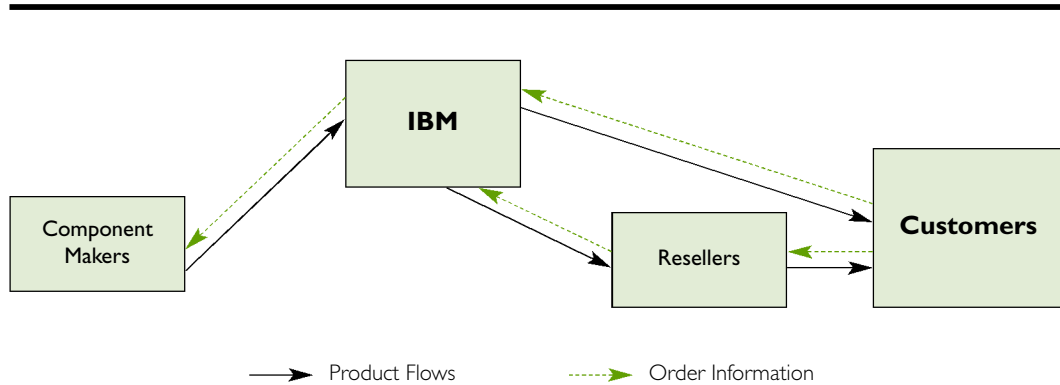 IBM
Component
Makers
Resellers
Customers
Product Flows
Order Information